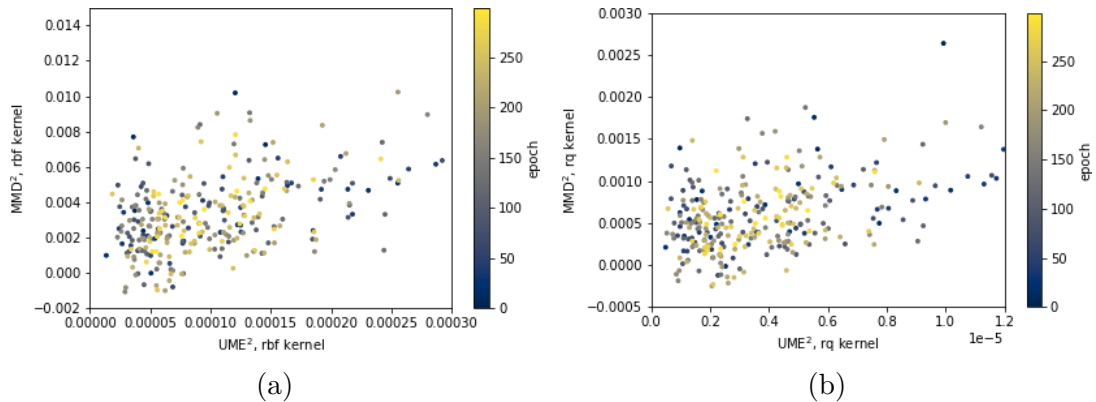 0.014
0.012
0.010
0.008
0.006
0.004
0.002
0.000
−0.002
MMD², rbf kernel
0.00000 0.00005 0.00010 0.00015 0.00020 0.00025 0.00030
UME², rbf kernel
250
200
150
100
50
0
epoch
(a)
0.0030
0.0025
0.0020
0.0015
0.0010
0.0005
0.0000
−0.0005
MMD², rq kernel
0.0 0.2 0.4 0.6 0.8 1.0 1.2
1e−5
UME², rq kernel
250
200
150
100
50
0
epoch
(b)